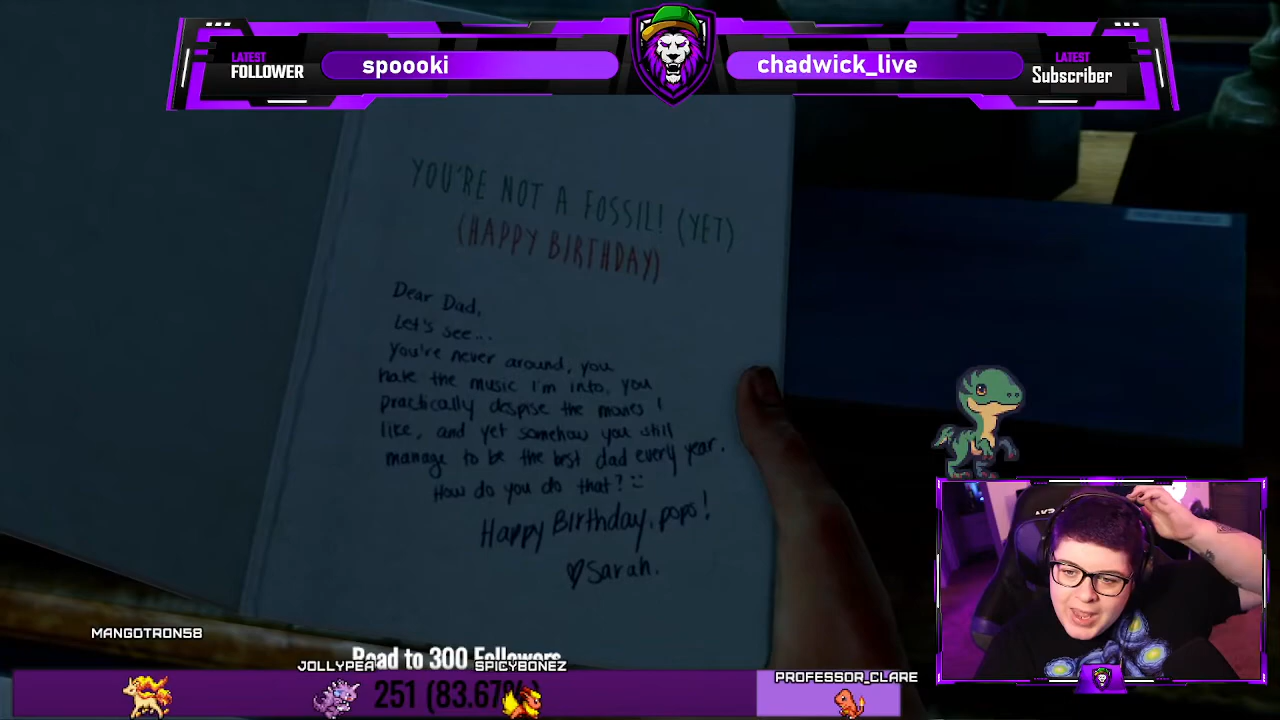 LATEST
FOLLOWER
spoooki
chadwick_live
LATEST
Subscriber
YOU'RE NOT A FOSSIL! (YET)
(HAPPY BIRTHDAY)
Dear Dad,
Let's see...
You're never around, you
hate the music I'm into, you
practically despise the movies I
like, and yet somehow you still
manage to be the best dad every year.
How do you do that? :)
Happy Birthday, pops!
♡ Sarah.
MANGOTRON58
Road to 300 Followers
JOLLYPEA
SPICYBONEZ
251 (83.67%)
PROFESSOR_CLARE